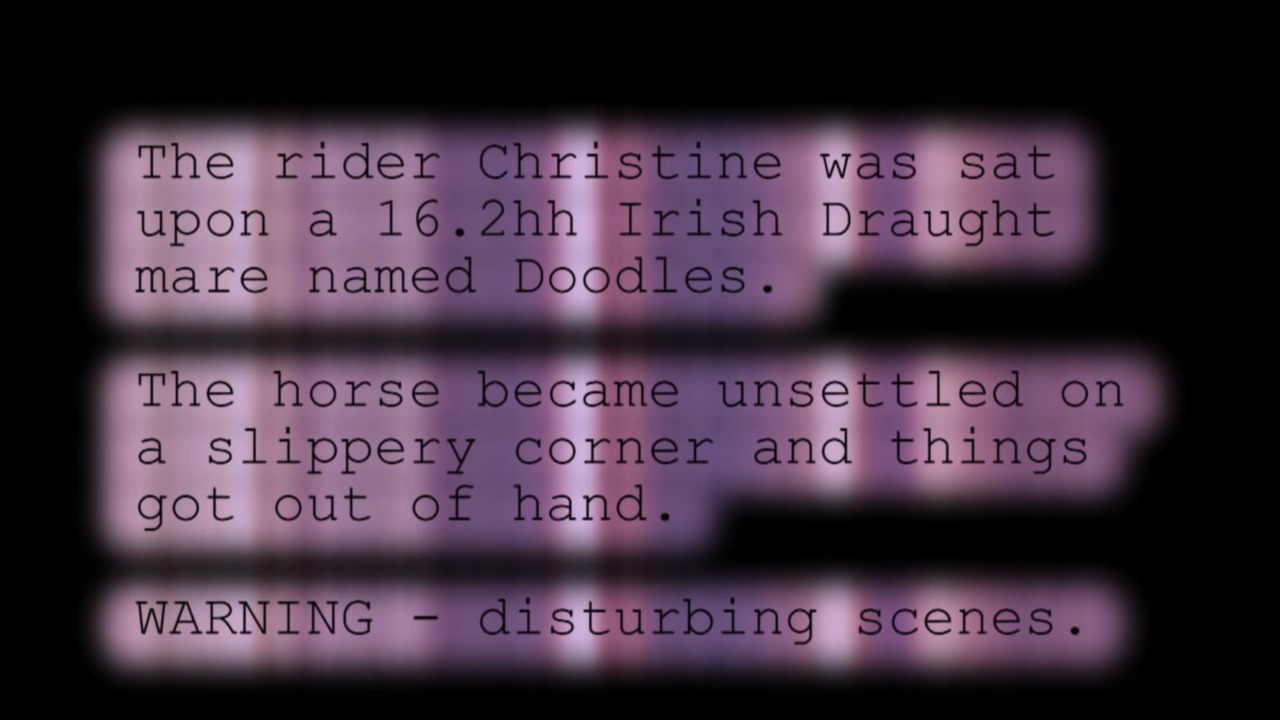 The rider Christine was sat
upon a 16.2hh Irish Draught
mare named Doodles.
The horse became unsettled on
a slippery corner and things
got out of hand.
WARNING - disturbing scenes.